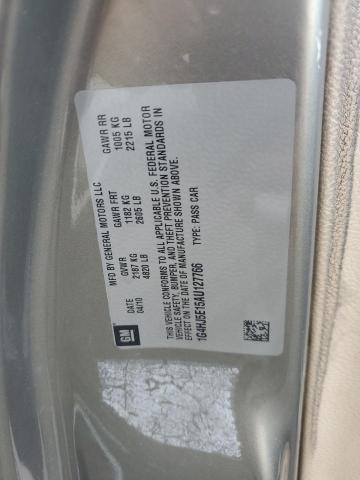 MFD BY GENERAL MOTORS LLC
DATE GVWR GAWR FRT GAWR RR
04/10 2187 KG 1182 KG 1005 KG
4820 LB 2605 LB 2215 LB
THIS VEHICLE CONFORMS TO ALL APPLICABLE U.S. FEDERAL MOTOR
VEHICLE SAFETY, BUMPER, AND THEFT PREVENTION STANDARDS IN
EFFECT ON THE DATE OF MANUFACTURE SHOWN ABOVE.
1G4HJ5E15AU127766 TYPE: PASS CAR
GM